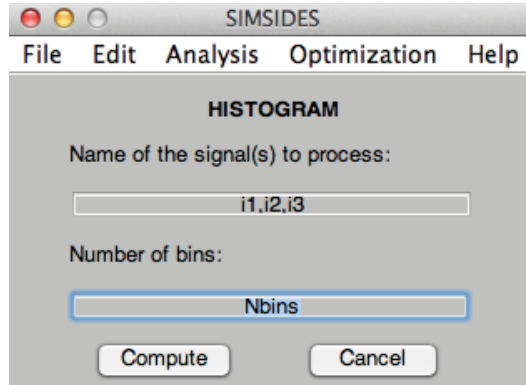 SIMSIDES
File Edit Analysis Optimization Help
HISTOGRAM
Name of the signal(s) to process:
i1,i2,i3
Number of bins:
Nbins
Compute Cancel